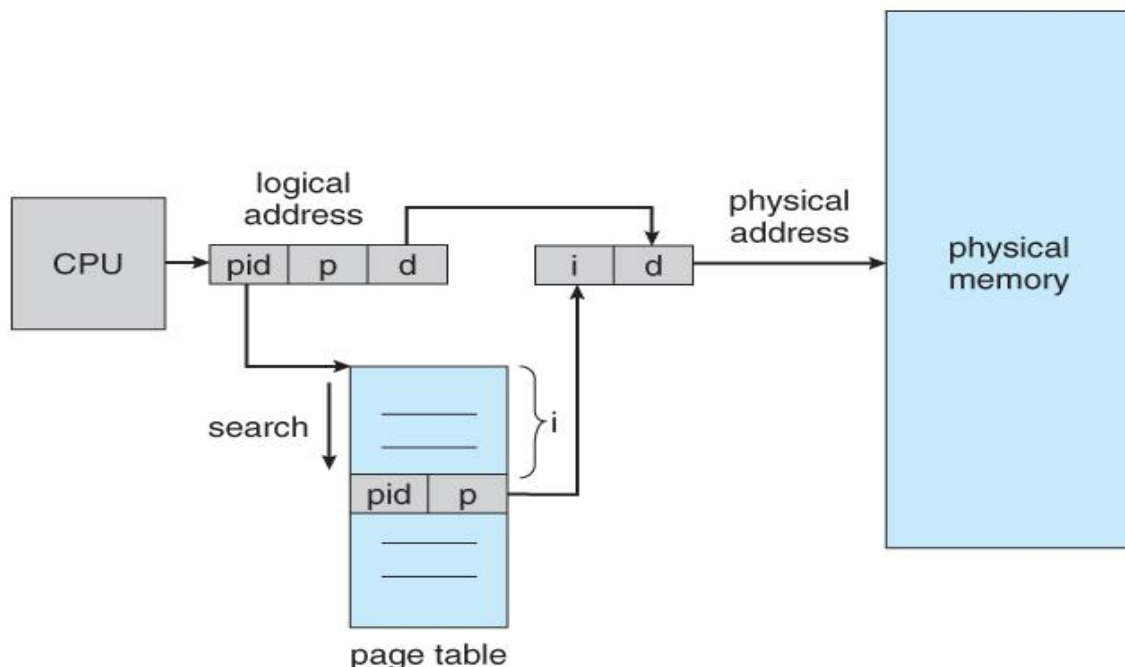 CPU
logical
address
pid p d
i d
physical
address
physical
memory
search
i
pid p
page table